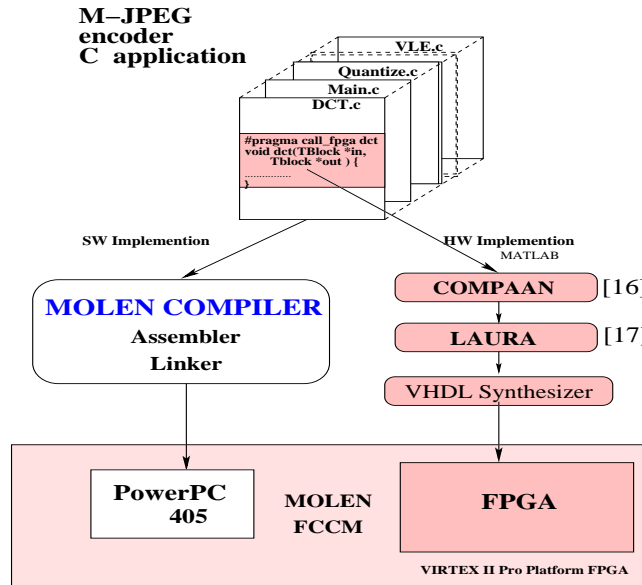 M-JPEG
encoder
C application
VLE.c
Quantize.c
Main.c
DCT.c
#pragma call_fpga dct
void dct(TBlock *in,
Tblock *out ) {
................
}
SW Implemention
HW Implemention
MATLAB
MOLEN COMPILER
Assembler
Linker
COMPAAN
[16]
LAURA
[17]
VHDL Synthesizer
PowerPC
405
MOLEN
FCCM
FPGA
VIRTEX II Pro Platform FPGA